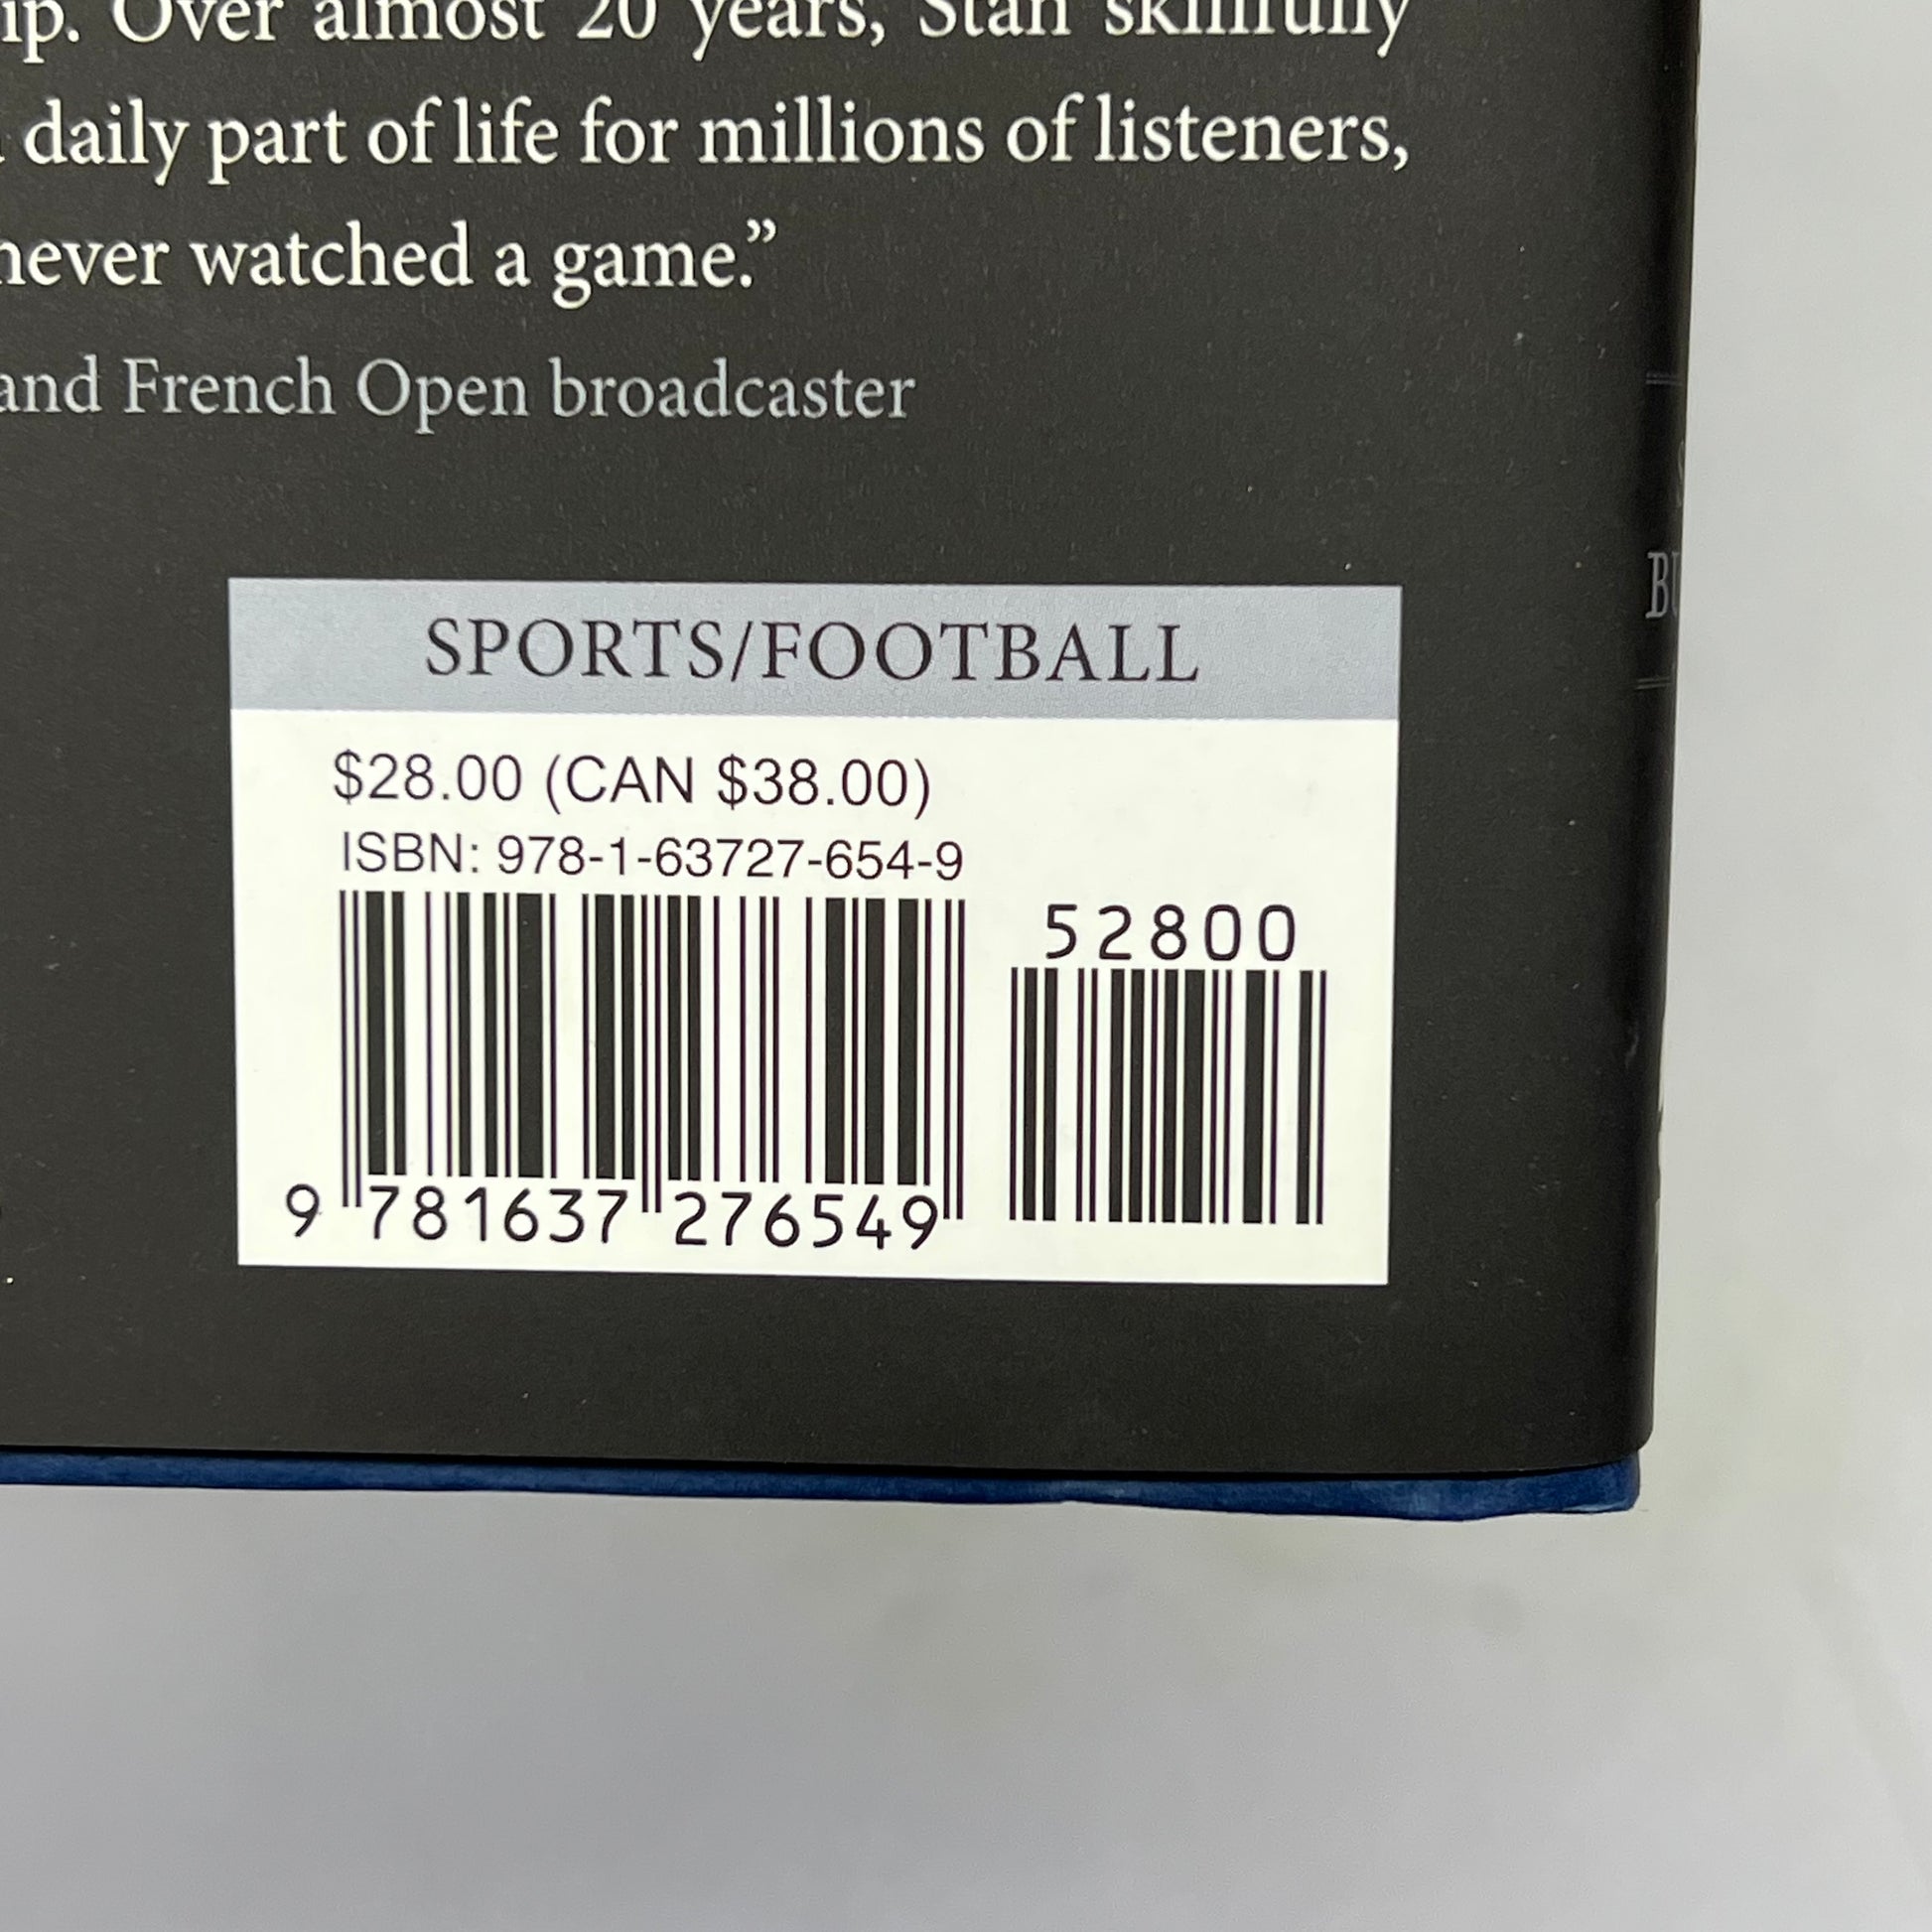 ip. Over almost 20 years, Stan skillfully
daily part of life for millions of listeners,
never watched a game.”
and French Open broadcaster
SPORTS/FOOTBALL
$28.00 (CAN $38.00)
ISBN: 978-1-63727-654-9
52800
9 781637 276549
BU